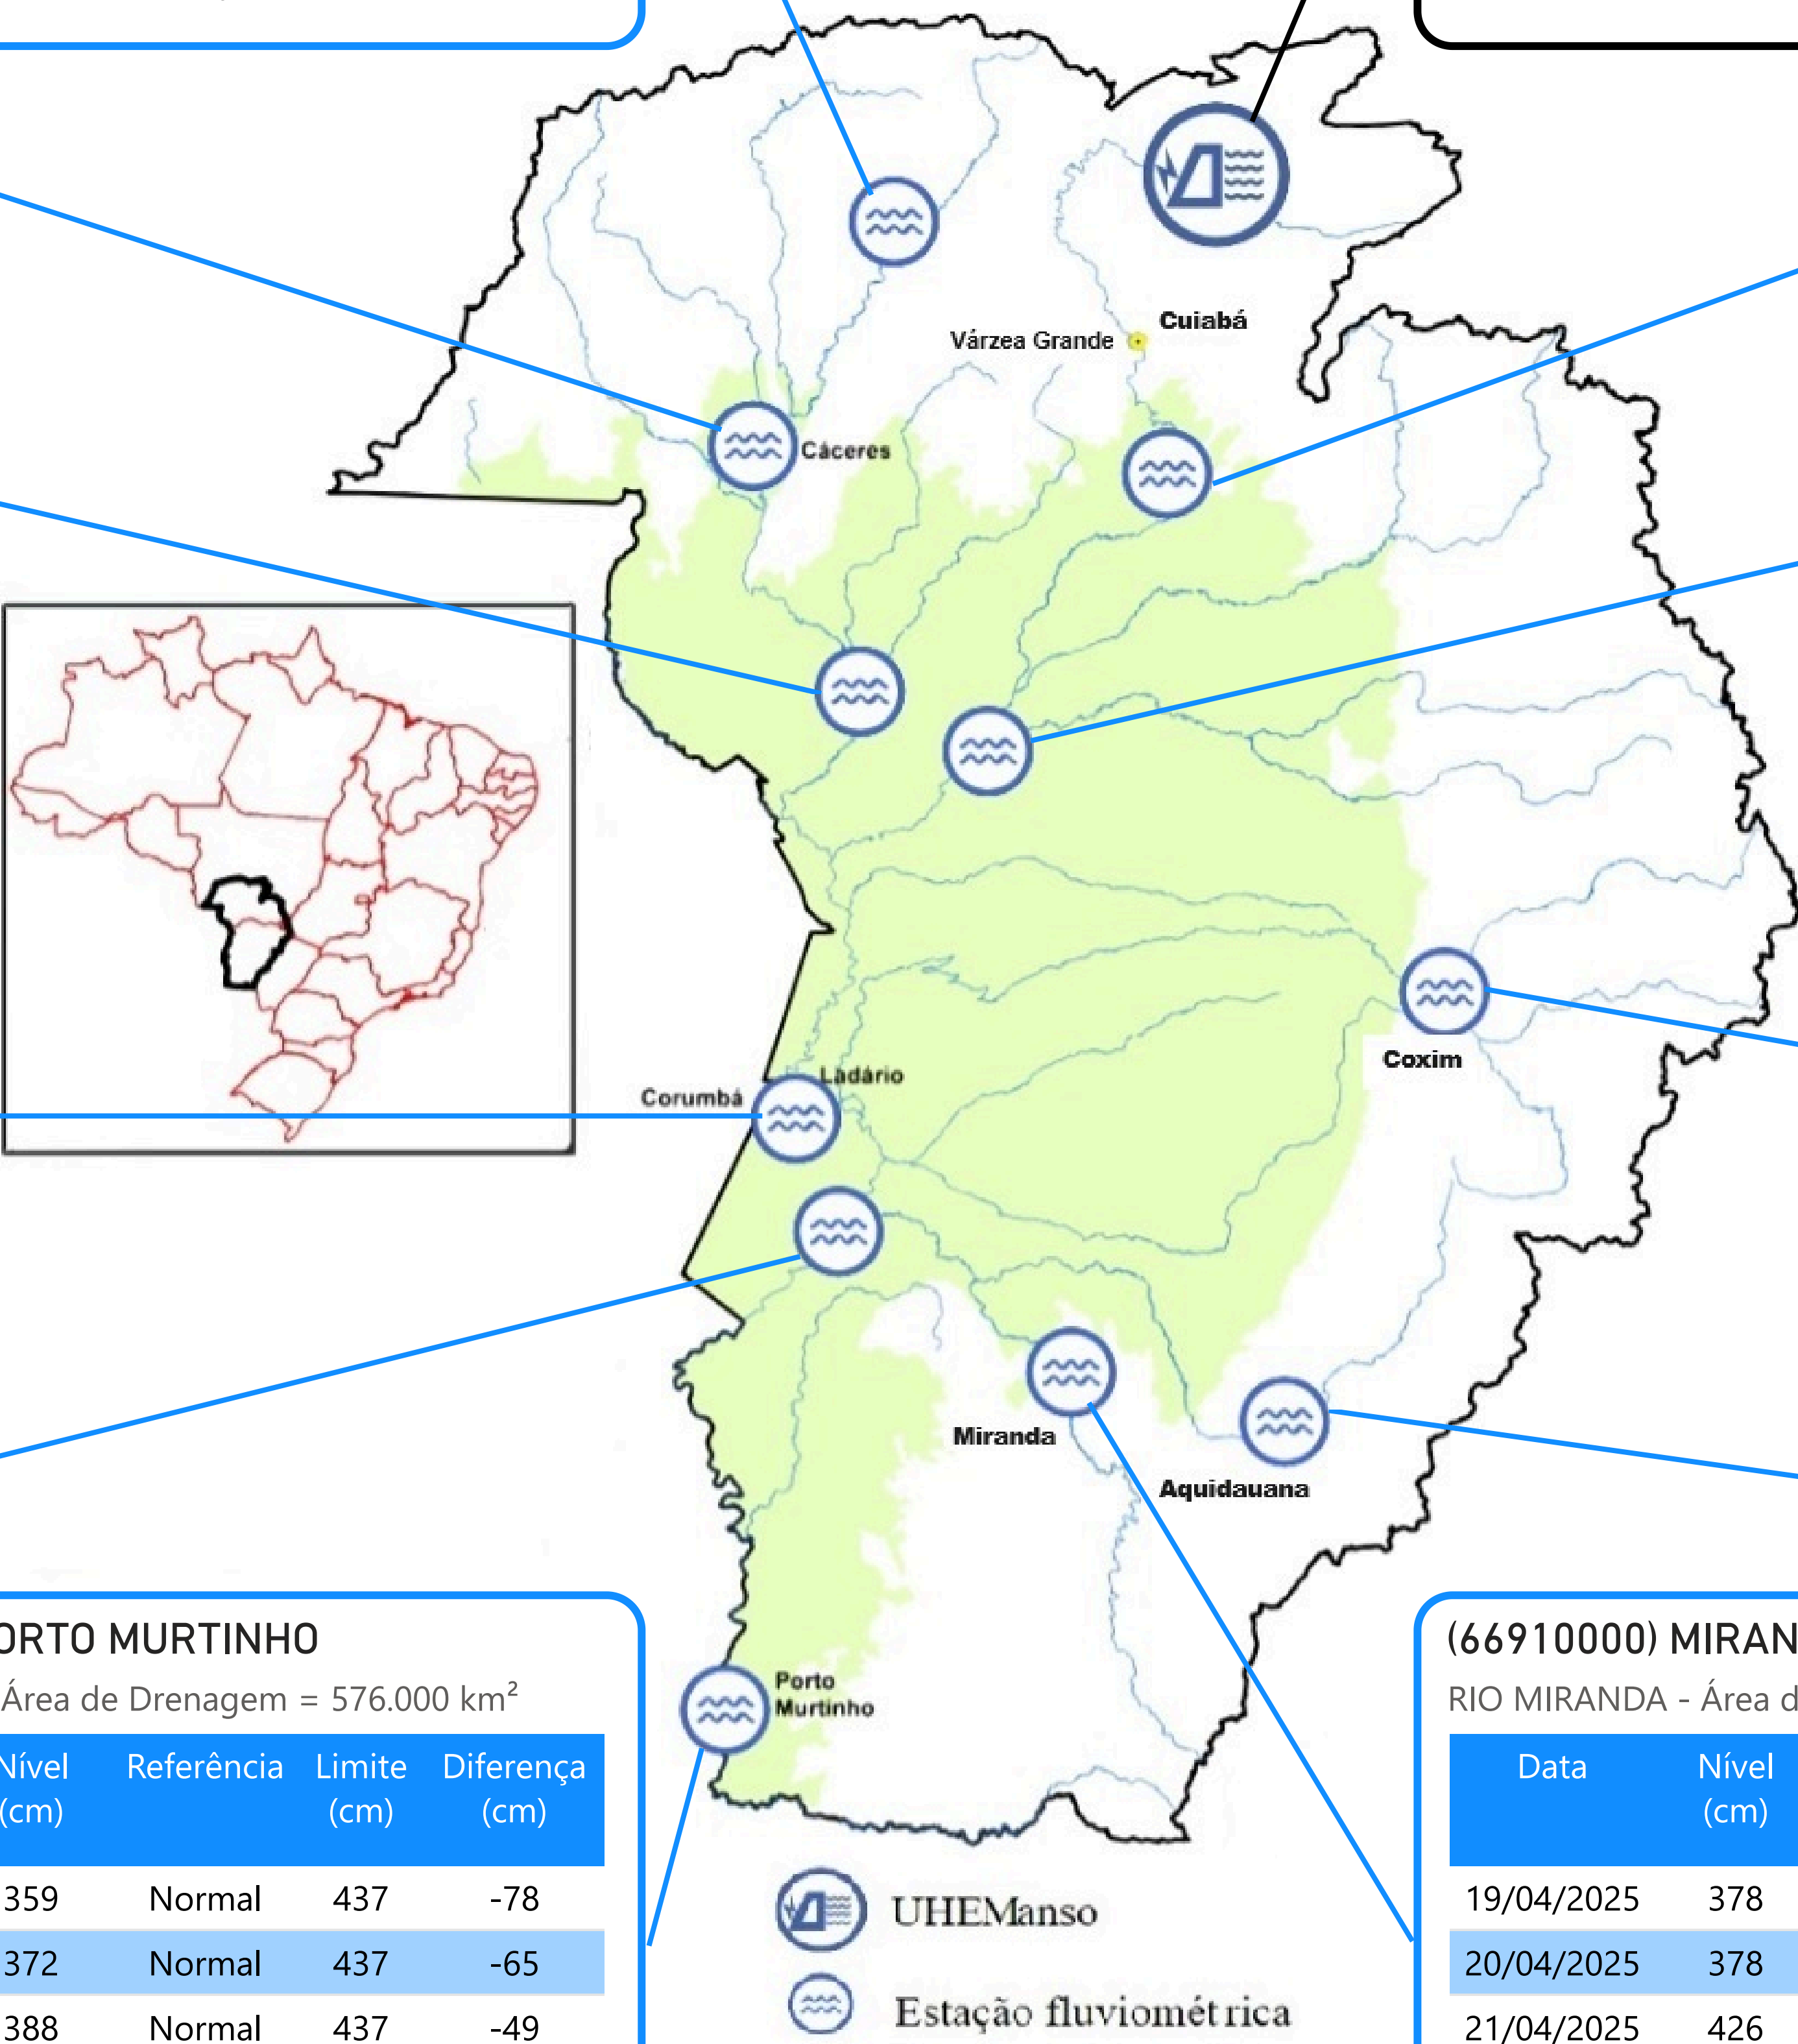 Cuiabá
Várzea Grande
Cáceres
Coxim
Ladário
Corumbá
Miranda
Aquidauana
Porto
Murtinho
ORTO MURTINHO
Área de Drenagem = 576.000 km²
Nível Referência Limite Diferença
(cm) (cm) (cm)
359 Normal 437 -78
372 Normal 437 -65
388 Normal 437 -49
UHEManso
Estação fluviométrica
(66910000) MIRAN
RIO MIRANDA - Área d
Data Nível
(cm)
19/04/2025 378
20/04/2025 378
21/04/2025 426